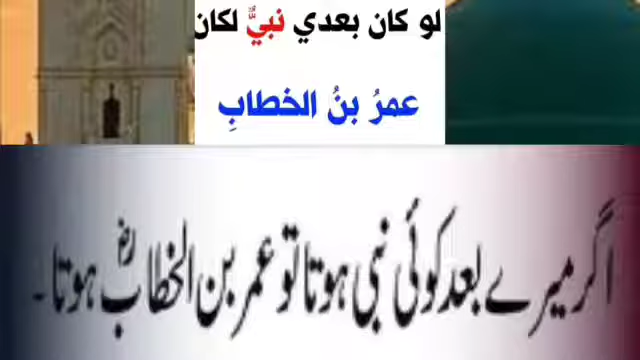 لو كان بعدي نبيٌّ لكان
عمرُ بنُ الخطابِ
اگر میرے بعد کوئی نبی ہوتا تو عمر بن الخطابؓ ہوتا۔